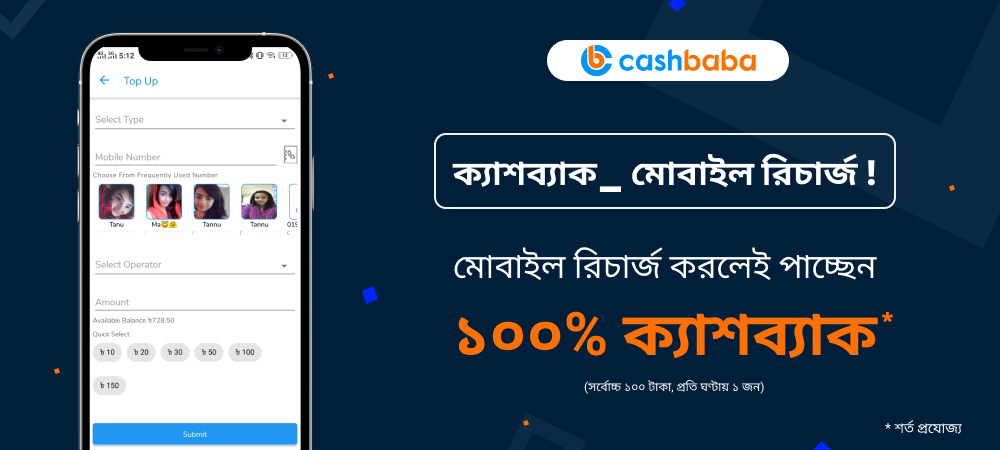 5:12
Top Up
Select Type
Mobile Number
Choose From Frequently Used Number
Tanu
Ma😇🤗
Tannu
Tannu
019
Select Operator
Amount
Available Balance ৳728.50
Quick Select
৳ 10
৳ 20
৳ 30
৳ 50
৳ 100
৳ 150
Submit
cashbaba
ক্যাশব্যাক_ মোবাইল রিচার্জ !
মোবাইল রিচার্জ করলেই পাচ্ছেন
১০০% ক্যাশব্যাক*
(সর্বোচ্চ ১০০ টাকা, প্রতি ঘণ্টায় ১ জন)
* শর্ত প্রযোজ্য